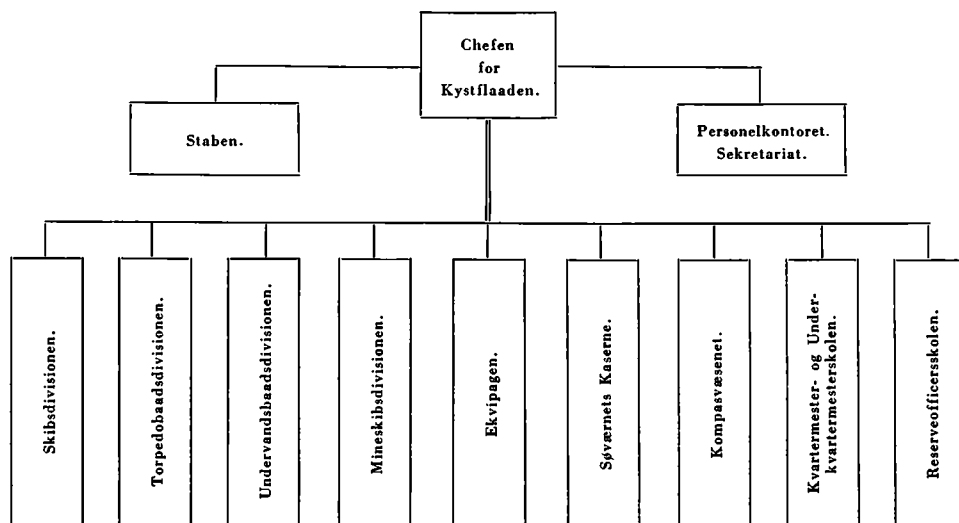 Chefen
for
Kystflaaden.
Staben.
Personelkontoret.
Sekretariat.
Skibsdivisionen.
Torpedobaadsdivisionen.
Undervandsbaadsdivisionen.
Mineskibsdivisionen.
Ekvipagen.
Søværnets Kaserne.
Kompasvæsenet.
Kvartermester- og Under-
kvartermesterskolen.
Reserveofficersskolen.